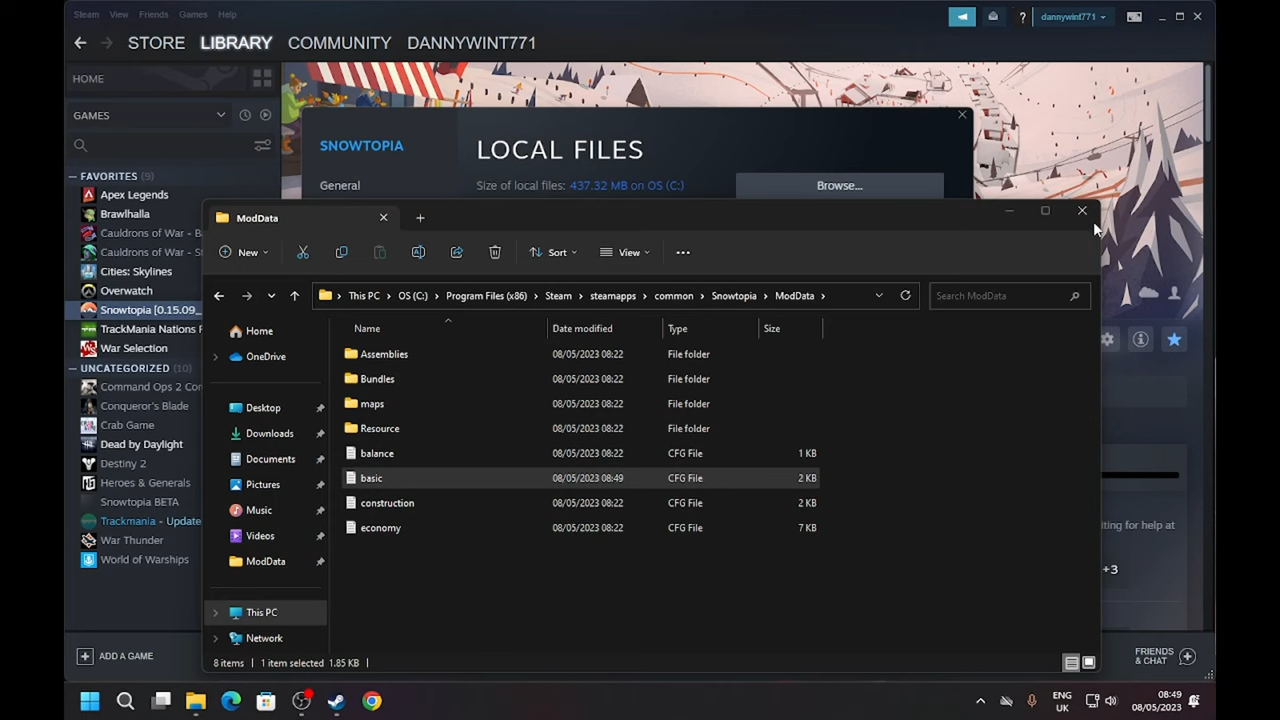 Steam View Friends Games Help
dannywint771
STORE LIBRARY COMMUNITY DANNYWINT771
HOME
GAMES
FAVORITES (9)
Apex Legends
Brawlhalla
Cauldrons of War - B
Cauldrons of War - S
Cities: Skylines
Overwatch
Snowtopia [0.15.09_
TrackMania Nations F
War Selection
UNCATEGORIZED (10)
Command Ops 2 Cor
Conqueror's Blade
Crab Game
Dead by Daylight
Destiny 2
Heroes & Generals
Snowtopia BETA
Trackmania - Update
War Thunder
World of Warships
ADD A GAME
SNOWTOPIA
General
LOCAL FILES
Size of local files: 437.32 MB on OS (C:)
Browse...
ModData
New
Sort View
This PC OS (C:) Program Files (x86) Steam steamapps common Snowtopia ModData
Search ModData
Home
OneDrive
Desktop
Downloads
Documents
Pictures
Music
Videos
ModData
This PC
Network
Name Date modified Type Size
Assemblies 08/05/2023 08:22 File folder
Bundles 08/05/2023 08:22 File folder
maps 08/05/2023 08:22 File folder
Resource 08/05/2023 08:22 File folder
balance 08/05/2023 08:22 CFG File 1 KB
basic 08/05/2023 08:49 CFG File 2 KB
construction 08/05/2023 08:22 CFG File 2 KB
economy 08/05/2023 08:22 CFG File 7 KB
8 items 1 item selected 1.85 KB
iting for help at
+3
FRIENDS
& CHAT
ENG
UK
08:49
08/05/2023